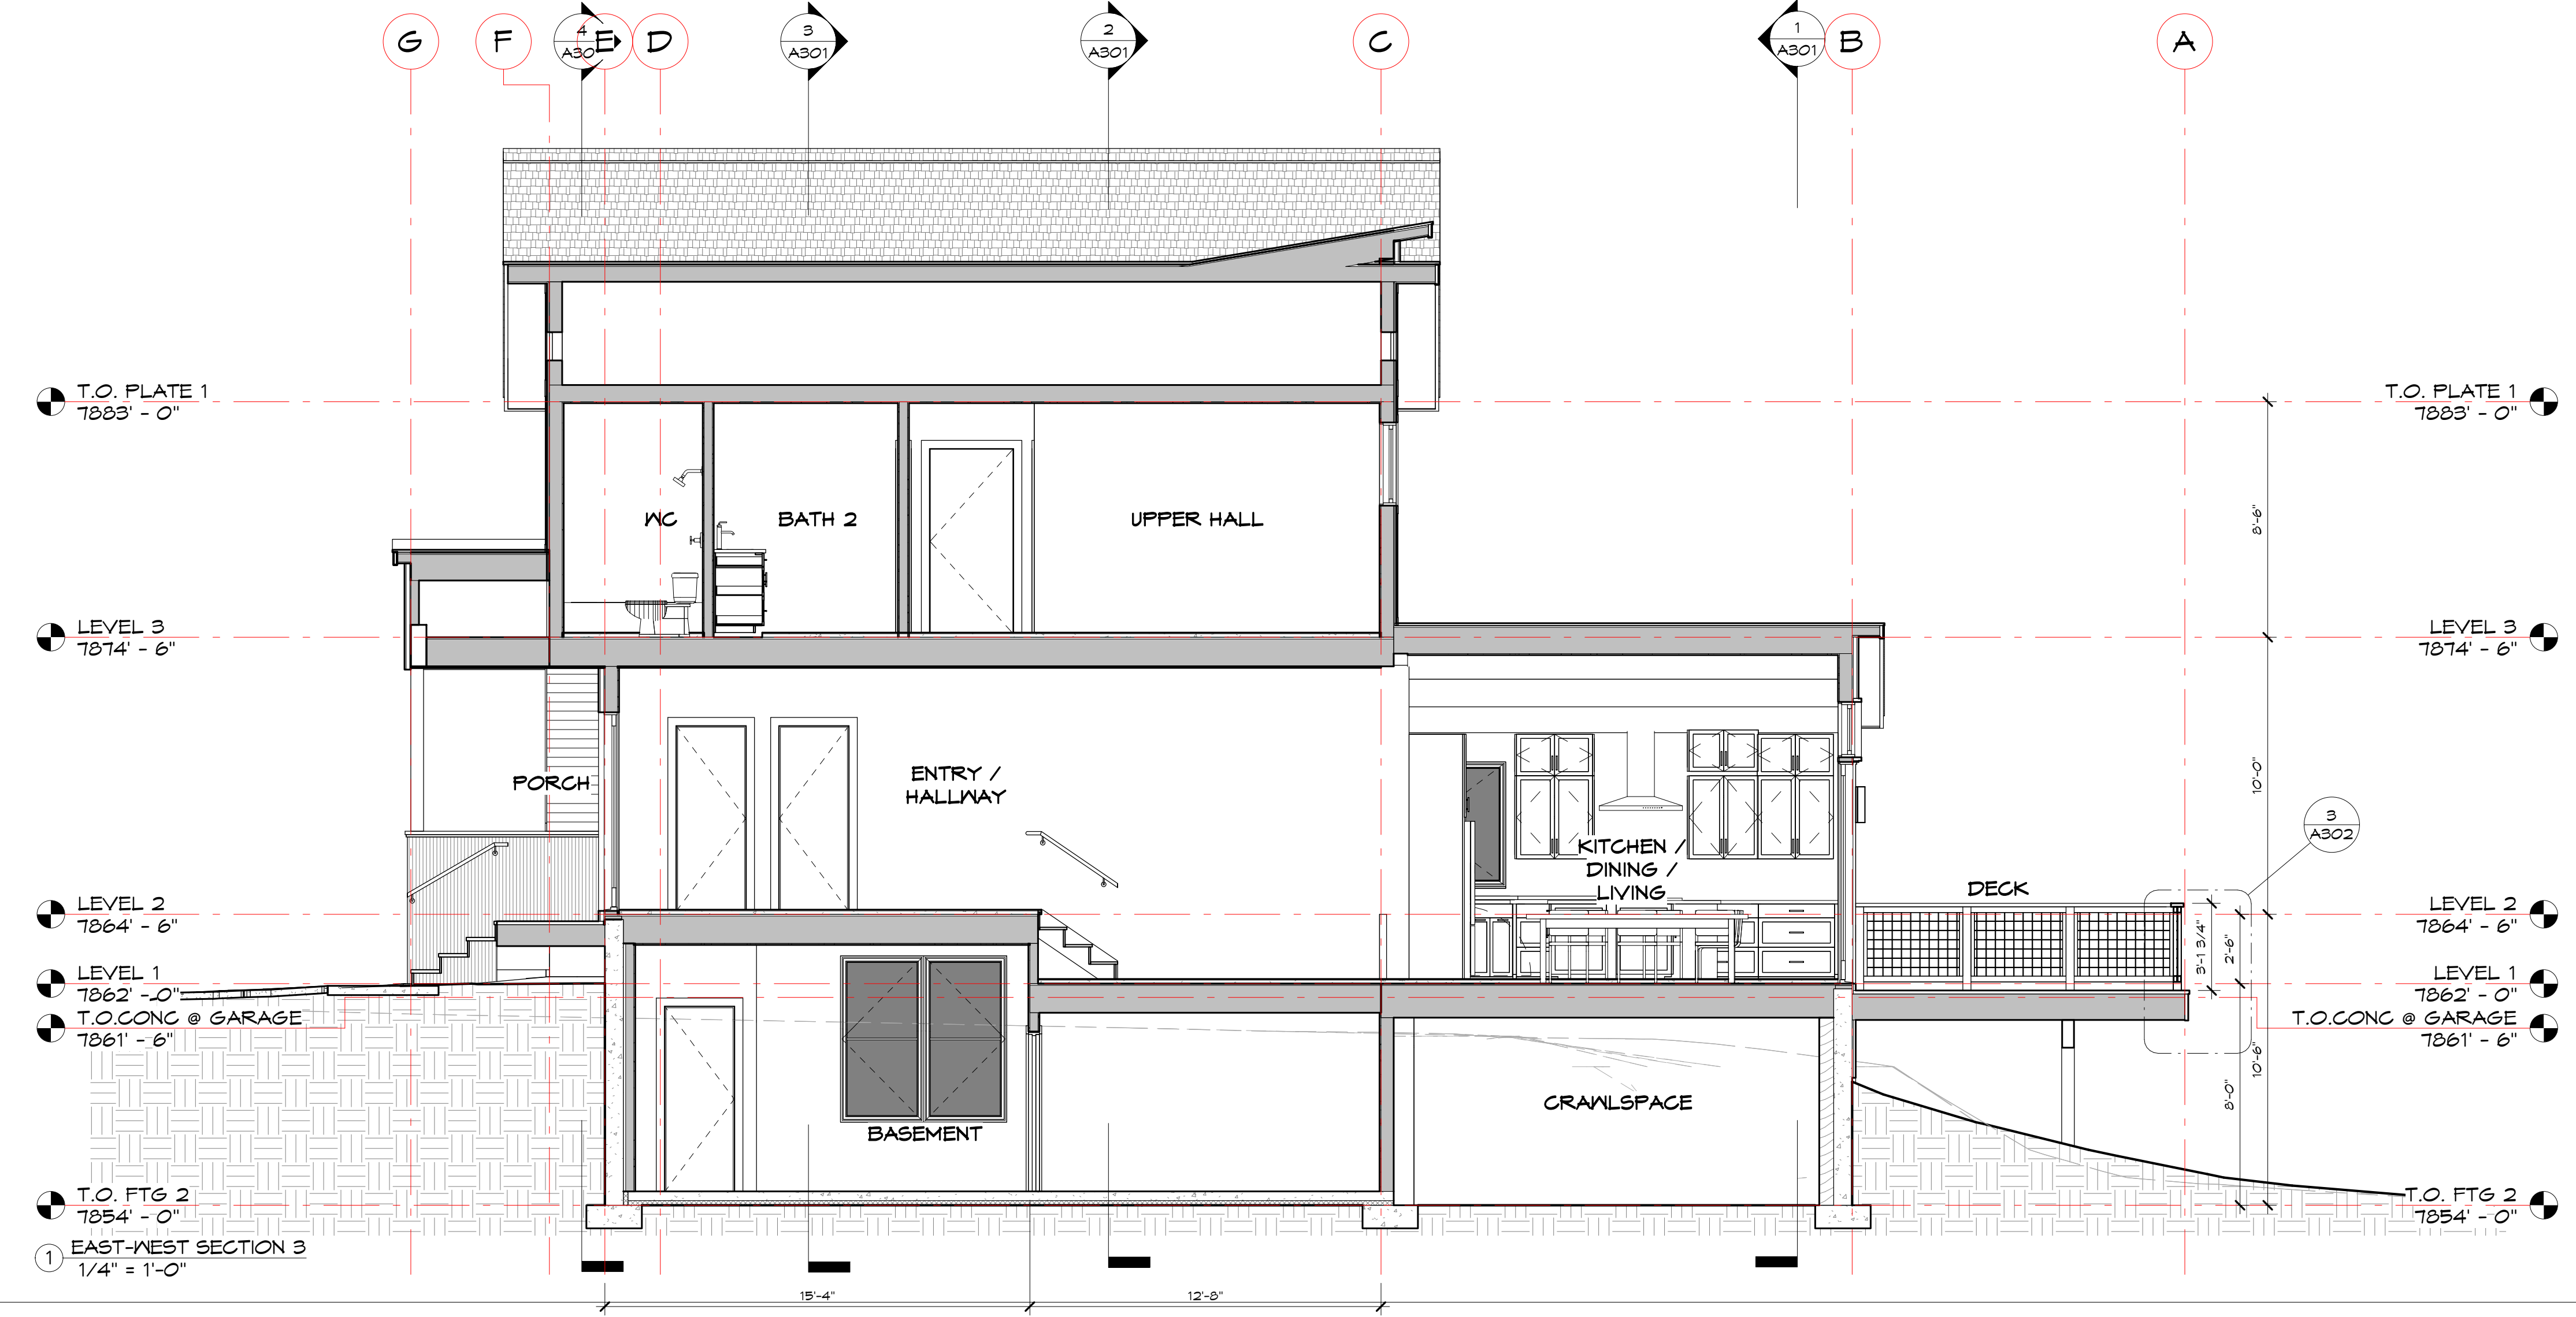 G
F
4
A30
E
D
3
A301
2
A301
C
1
A301
B
A
T.O. PLATE 1
7883' - 0"
T.O. PLATE 1
7883' - 0"
8'-6"
WC
BATH 2
UPPER HALL
LEVEL 3
7874' - 6"
LEVEL 3
7874' - 6"
PORCH
ENTRY /
HALLWAY
10'-0"
3
A302
KITCHEN /
DINING /
LIVING
DECK
LEVEL 2
7864' - 6"
LEVEL 2
7864' - 6"
3'-1 3/4"
2'-6"
LEVEL 1
7862' - 0"
LEVEL 1
7862' - 0"
T.O.CONC @ GARAGE
7861' - 6"
T.O.CONC @ GARAGE
7861' - 6"
10'-6"
8'-0"
CRAWLSPACE
BASEMENT
T.O. FTG 2
7854' - 0"
T.O. FTG 2
7854' - 0"
1
EAST-WEST SECTION 3
1/4" = 1'-0"
15'-4"
12'-8"